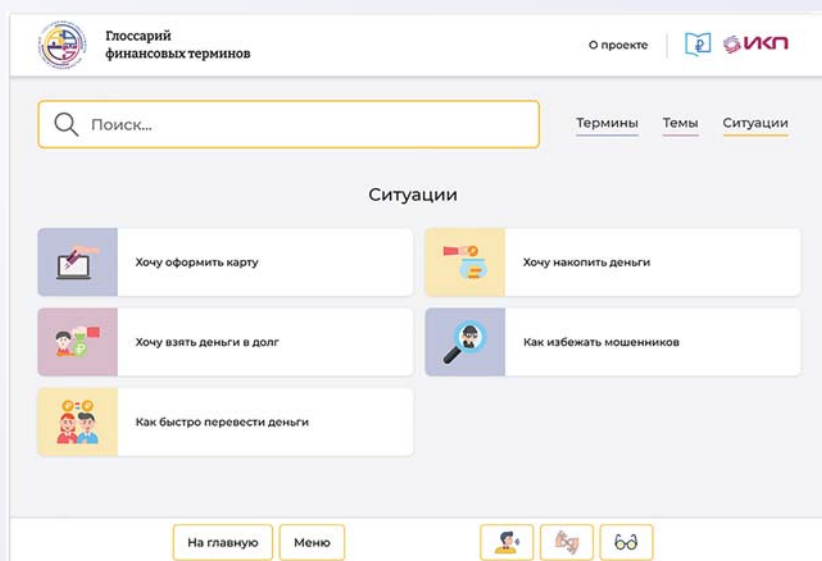 Глоссарий
финансовых терминов
О проекте
ИКП
Поиск...
Термины
Темы
Ситуации
Ситуации
Хочу оформить карту
Хочу накопить деньги
Хочу взять деньги в долг
Как избежать мошенников
Как быстро перевести деньги
На главную
Меню